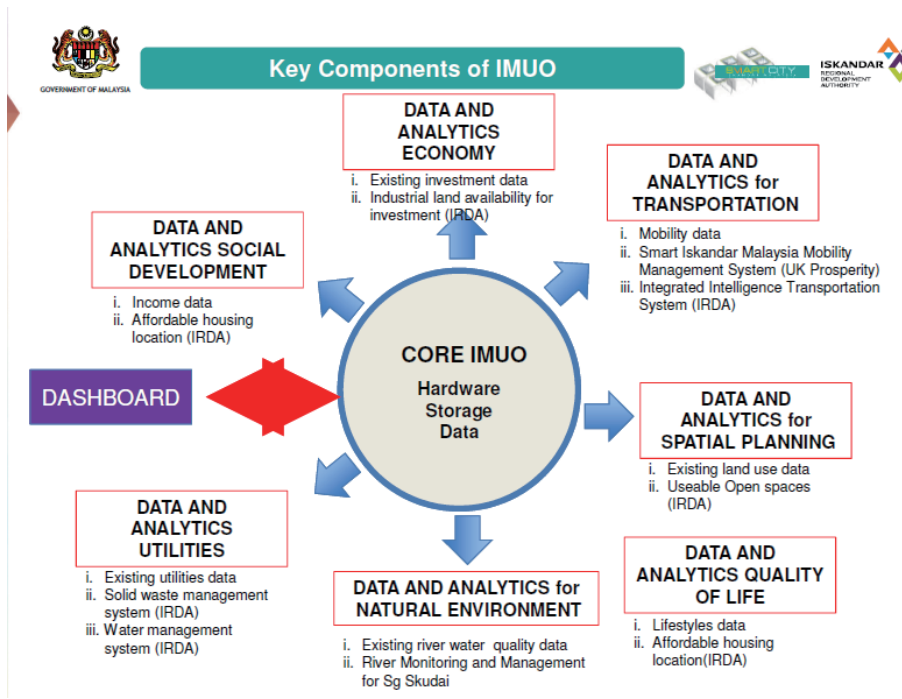 Key Components of IMUO
GOVERNMENT OF MALAYSIA
SMART CITY
ISKANDAR
REGIONAL
DEVELOPMENT
AUTHORITY
DATA AND
ANALYTICS
ECONOMY
i. Existing investment data
ii. Industrial land availability for
investment (IRDA)
DATA AND
ANALYTICS for
TRANSPORTATION
i. Mobility data
ii. Smart Iskandar Malaysia Mobility
Management System (UK Prosperity)
iii. Integrated Intelligence Transportation
System (IRDA)
DATA AND
ANALYTICS SOCIAL
DEVELOPMENT
i. Income data
ii. Affordable housing
location (IRDA)
CORE IMUO
Hardware
Storage
Data
DASHBOARD
DATA AND
ANALYTICS for
SPATIAL PLANNING
i. Existing land use data
ii. Useable Open spaces
(IRDA)
DATA AND
ANALYTICS
UTILITIES
i. Existing utilities data
ii. Solid waste management
system (IRDA)
iii. Water management
system (IRDA)
DATA AND ANALYTICS for
NATURAL ENVIRONMENT
i. Existing river water quality data
ii. River Monitoring and Management
for Sg Skudai
DATA AND
ANALYTICS QUALITY
OF LIFE
i. Lifestyles data
ii. Affordable housing
location(IRDA)